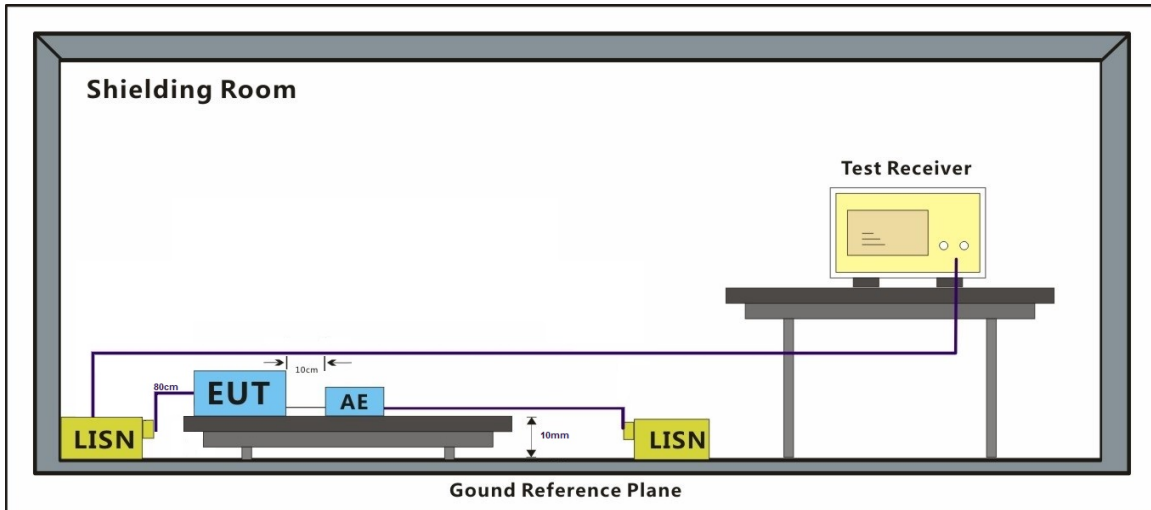 Shielding Room
Test Receiver
10cm
80cm
EUT
AE
LISN
10mm
LISN
Gound Reference Plane